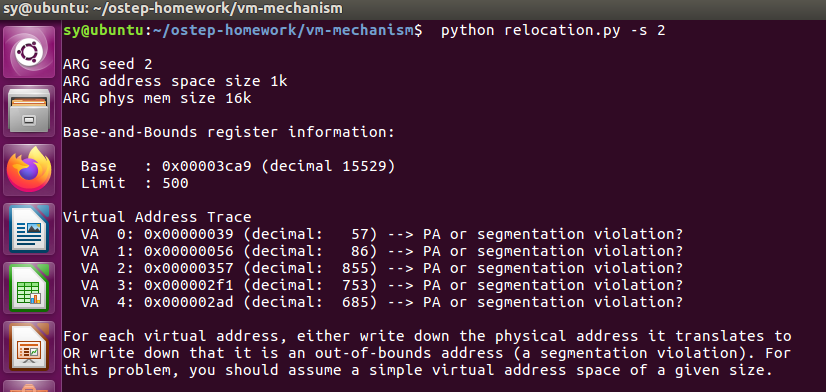 sy@ubuntu: ~/ostep-homework/vm-mechanism
sy@ubuntu:~/ostep-homework/vm-mechanism$  python relocation.py -s 2
ARG seed 2
ARG address space size 1k
ARG phys mem size 16k
Base-and-Bounds register information:
  Base   : 0x00003ca9 (decimal 15529)
  Limit  : 500
Virtual Address Trace
  VA  0: 0x00000039 (decimal:   57) --> PA or segmentation violation?
  VA  1: 0x00000056 (decimal:   86) --> PA or segmentation violation?
  VA  2: 0x00000357 (decimal:  855) --> PA or segmentation violation?
  VA  3: 0x000002f1 (decimal:  753) --> PA or segmentation violation?
  VA  4: 0x000002ad (decimal:  685) --> PA or segmentation violation?
For each virtual address, either write down the physical address it translates to
OR write down that it is an out-of-bounds address (a segmentation violation). For
this problem, you should assume a simple virtual address space of a given size.